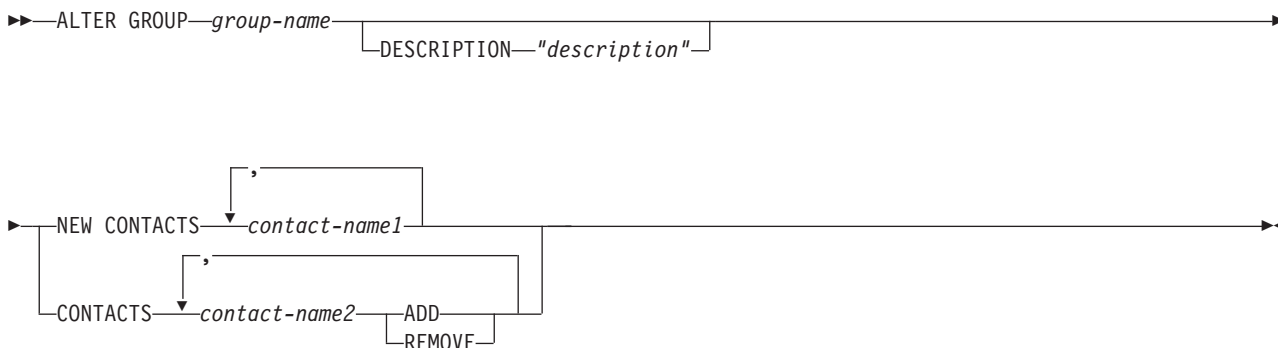 ALTER GROUP group-name
DESCRIPTION "description"
,
NEW CONTACTS contact-name1
,
CONTACTS contact-name2 ADD
REMOVE